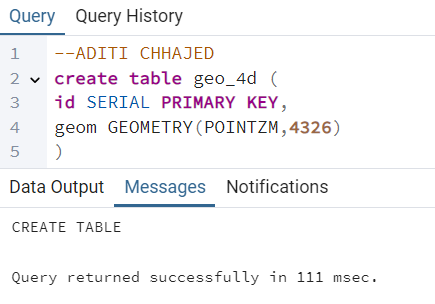 Query Query History
1 --ADITI CHHAJED
2 create table geo_4d (
3 id SERIAL PRIMARY KEY,
4 geom GEOMETRY(POINTZM,4326)
5 )
Data Output Messages Notifications
CREATE TABLE
Query returned successfully in 111 msec.